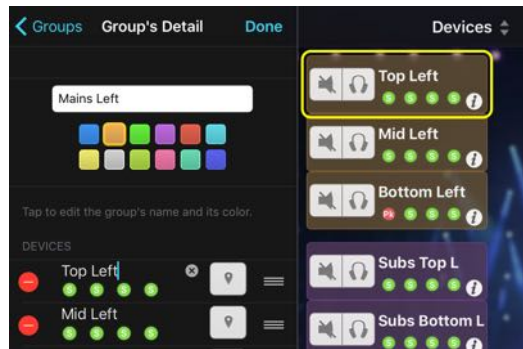 Groups Group's Detail Done
Mains Left
Tap to edit the group's name and its color.
DEVICES
Top Left
S S S S
Mid Left
S S S S
Devices
Top Left
S S S S i
Mid Left
S S S S i
Bottom Left
Pk S S S i
Subs Top L
S S S S i
Subs Bottom L
S S S S i